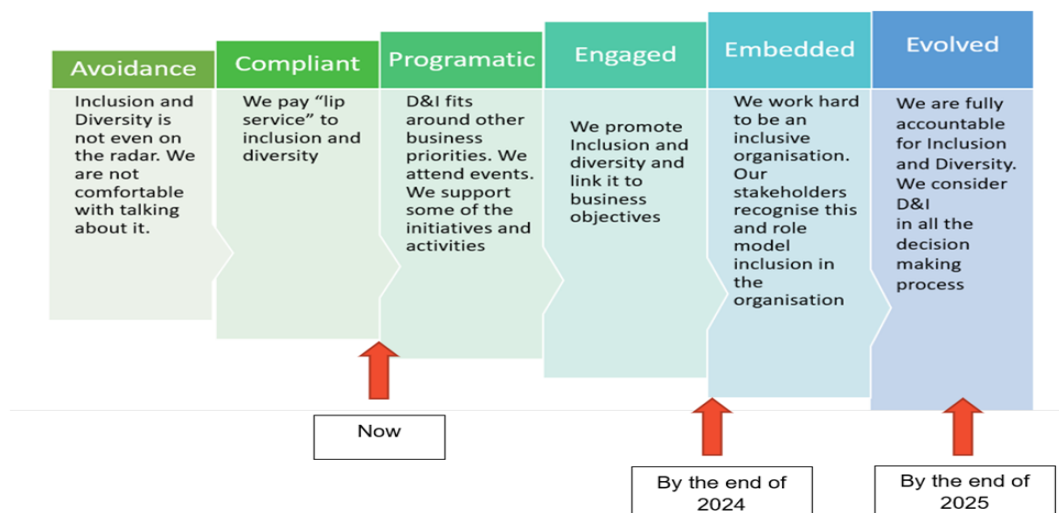 Avoidance
Inclusion and
Diversity is
not even on
the radar. We
are not
comfortable
with talking
about it.
Compliant
We pay “lip
service” to
inclusion and
diversity
Programatic
D&I fits
around other
business
priorities. We
attend events.
We support
some of the
initiatives and
activities
Engaged
We promote
Inclusion and
diversity and
link it to
business
objectives
Embedded
We work hard
to be an
inclusive
organisation.
Our
stakeholders
recognise this
and role
model
inclusion in
the
organisation
Evolved
We are fully
accountable
for Inclusion
and Diversity.
We consider
D&I
in all the
decision
making
process
Now
By the end of
2024
By the end of
2025